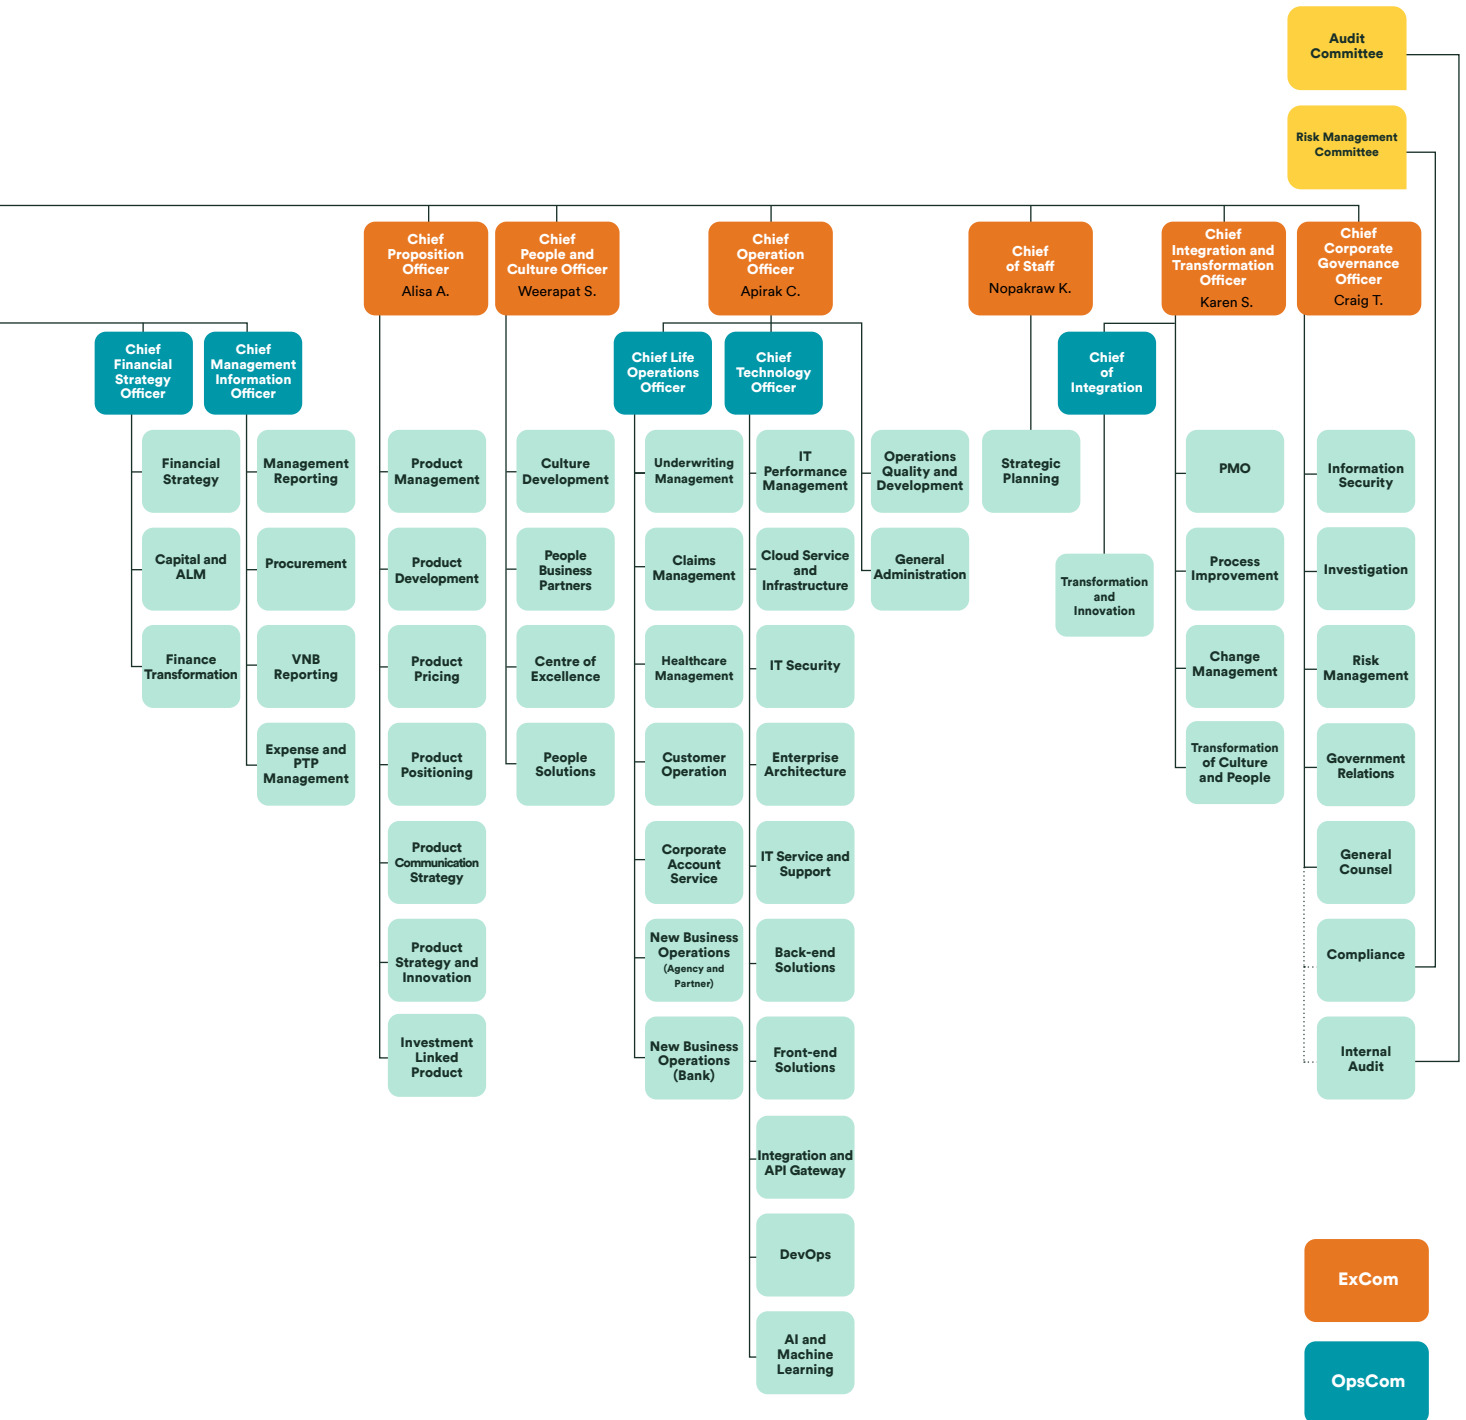 Audit
Committee
Risk Management
Committee
Chief
Proposition
Officer
Alisa A.
Chief
People and
Culture Officer
Weerapat S.
Chief
Operation
Officer
Apirak C.
Chief
of Staff
Nopakraw K.
Chief
Integration and
Transformation
Officer
Karen S.
Chief
Corporate
Governance
Officer
Craig T.
Chief
Financial
Strategy
Officer
Chief
Management
Information
Officer
Chief Life
Operations
Officer
Chief
Technology
Officer
Chief
of
Integration
Financial
Strategy
Capital and
ALM
Finance
Transformation
Management
Reporting
Procurement
VNB
Reporting
Expense and
PTP
Management
Product
Management
Product
Development
Product
Pricing
Product
Positioning
Product
Communication
Strategy
Product
Strategy and
Innovation
Investment
Linked
Product
Culture
Development
People
Business
Partners
Centre of
Excellence
People
Solutions
Underwriting
Management
Claims
Management
Healthcare
Management
Customer
Operation
Corporate
Account
Service
New Business
Operations
(Agency and
Partner)
New Business
Operations
(Bank)
IT
Performance
Management
Cloud Service
and
Infrastructure
IT Security
Enterprise
Architecture
IT Service and
Support
Back-end
Solutions
Front-end
Solutions
Integration and
API Gateway
DevOps
AI and
Machine
Learning
Operations
Quality and
Development
General
Administration
Strategic
Planning
Transformation
and
Innovation
PMO
Process
Improvement
Change
Management
Transformation
of Culture
and People
Information
Security
Investigation
Risk
Management
Government
Relations
General
Counsel
Compliance
Internal
Audit
ExCom
OpsCom